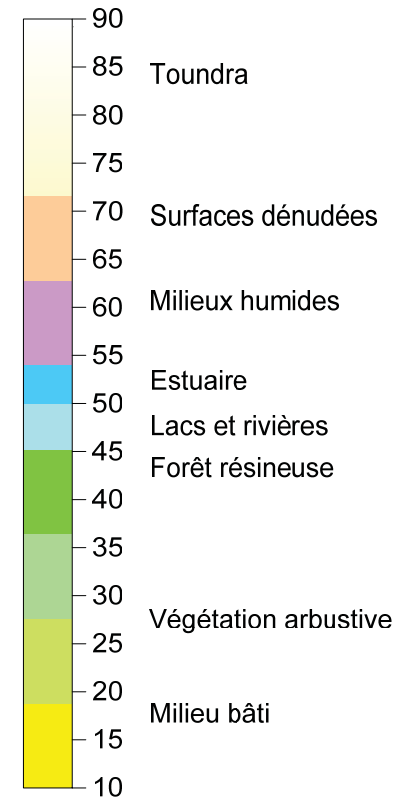 90
85
Toundra
80
75
70
Surfaces dénudées
65
60
Milieux humides
55
Estuaire
50
Lacs et rivières
45
Forêt résineuse
40
35
30
Végétation arbustive
25
20
Milieu bâti
15
10